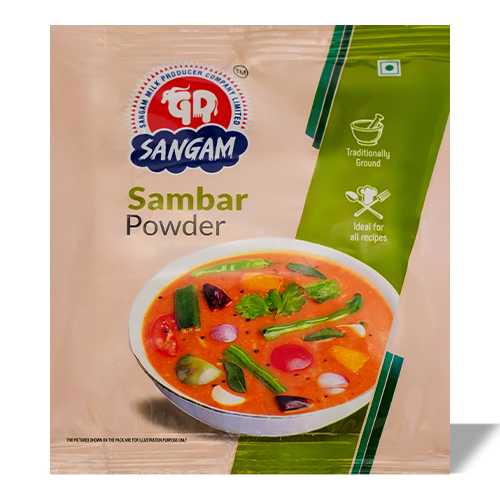 SANGAM MILK PRODUCER COMPANY LIMITED
TM
SANGAM
Sambar
Powder
Traditionally
Ground
Ideal for
all recipes
THE PICTURES SHOWN ON THE PACK ARE FOR ILLUSTRATION PURPOSE ONLY